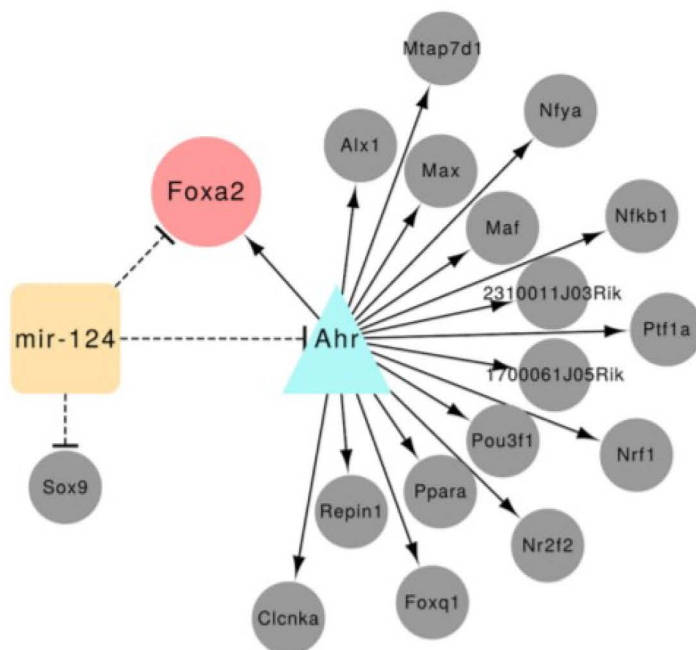 Mtap7d1
Nfya
Alx1
Max
Foxa2
Nfkb1
Maf
2310011J03Rik
Ptf1a
mir-124
Ahr
1700061J05Rik
Pou3f1
Nrf1
Sox9
Ppara
Repin1
Nr2f2
Foxq1
Clcnka